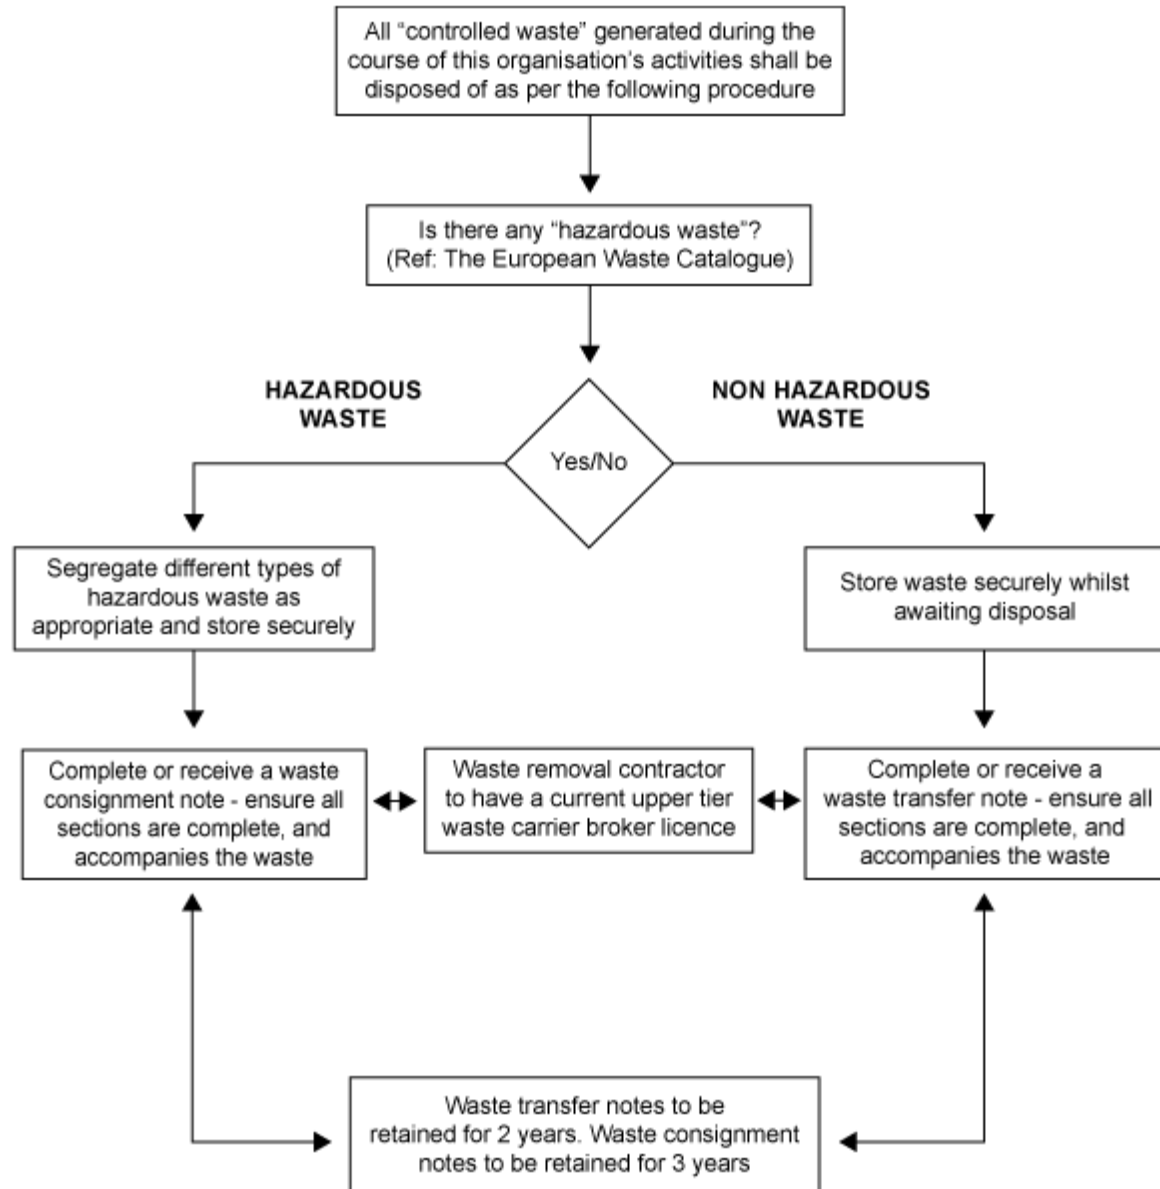 All “controlled waste” generated during the
course of this organisation’s activities shall be
disposed of as per the following procedure
Is there any “hazardous waste”?
(Ref: The European Waste Catalogue)
HAZARDOUS
WASTE
NON HAZARDOUS
WASTE
Yes/No
Segregate different types of
hazardous waste as
appropriate and store securely
Store waste securely whilst
awaiting disposal
Complete or receive a waste
consignment note - ensure all
sections are complete, and
accompanies the waste
Waste removal contractor
to have a current upper tier
waste carrier broker licence
Complete or receive a
waste transfer note - ensure all
sections are complete, and
accompanies the waste
Waste transfer notes to be
retained for 2 years. Waste consignment
notes to be retained for 3 years